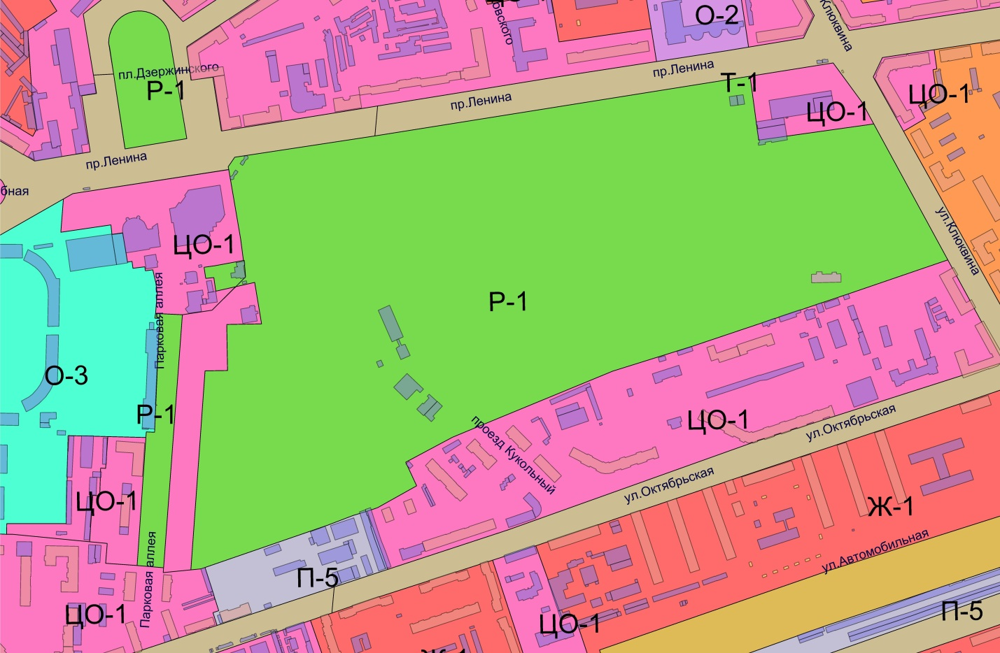 О-2
овского
Клюквина
пл.Дзержинского
Р-1
пр.Ленина
Т-1
пр.Ленина
ЦО-1
ЦО-1
пр.Ленина
бная
ЦО-1
ул.Клюквина
Парковая аллея
Р-1
О-3
Р-1
проезд Кукольный
ЦО-1
ул.Октябрьская
ул.Октябрьская
ЦО-1
Ж-1
ул.Автомобильная
П-5
Парковая аллея
ЦО-1
ЦО-1
П-5
Ж-1